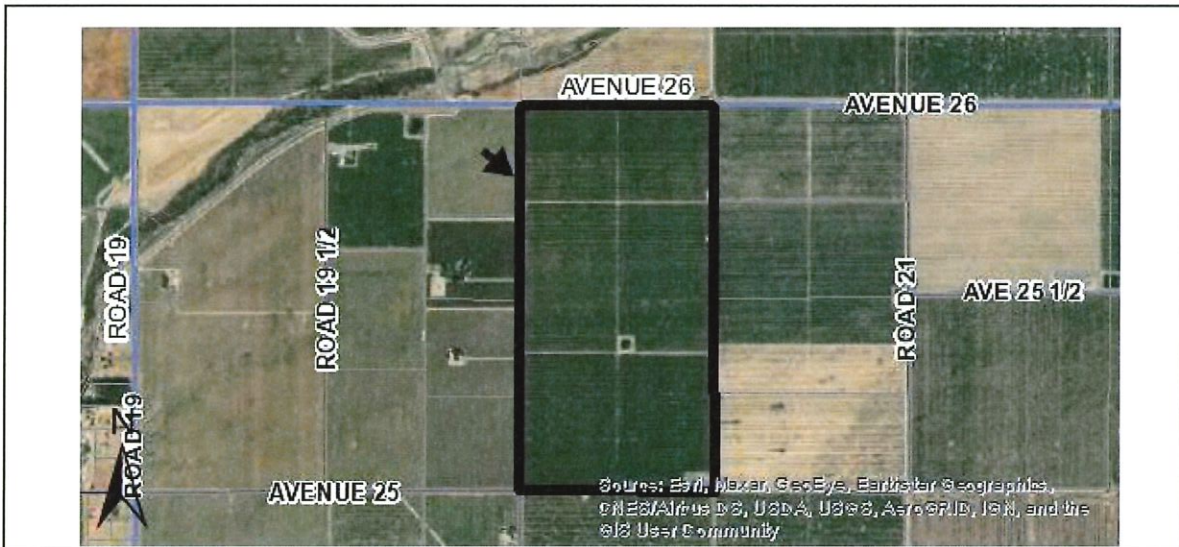 AVENUE 26
AVENUE 26
ROAD 19
ROAD 19 1/2
ROAD 21
AVE 25 1/2
ROAD 19
N
AVENUE 25
Source: Esri, Maxar, GeoEye, Earthstar Geographics,
CNES/Airbus DS, USDA, USGS, AeroGRID, IGN, and the
GIS User Community